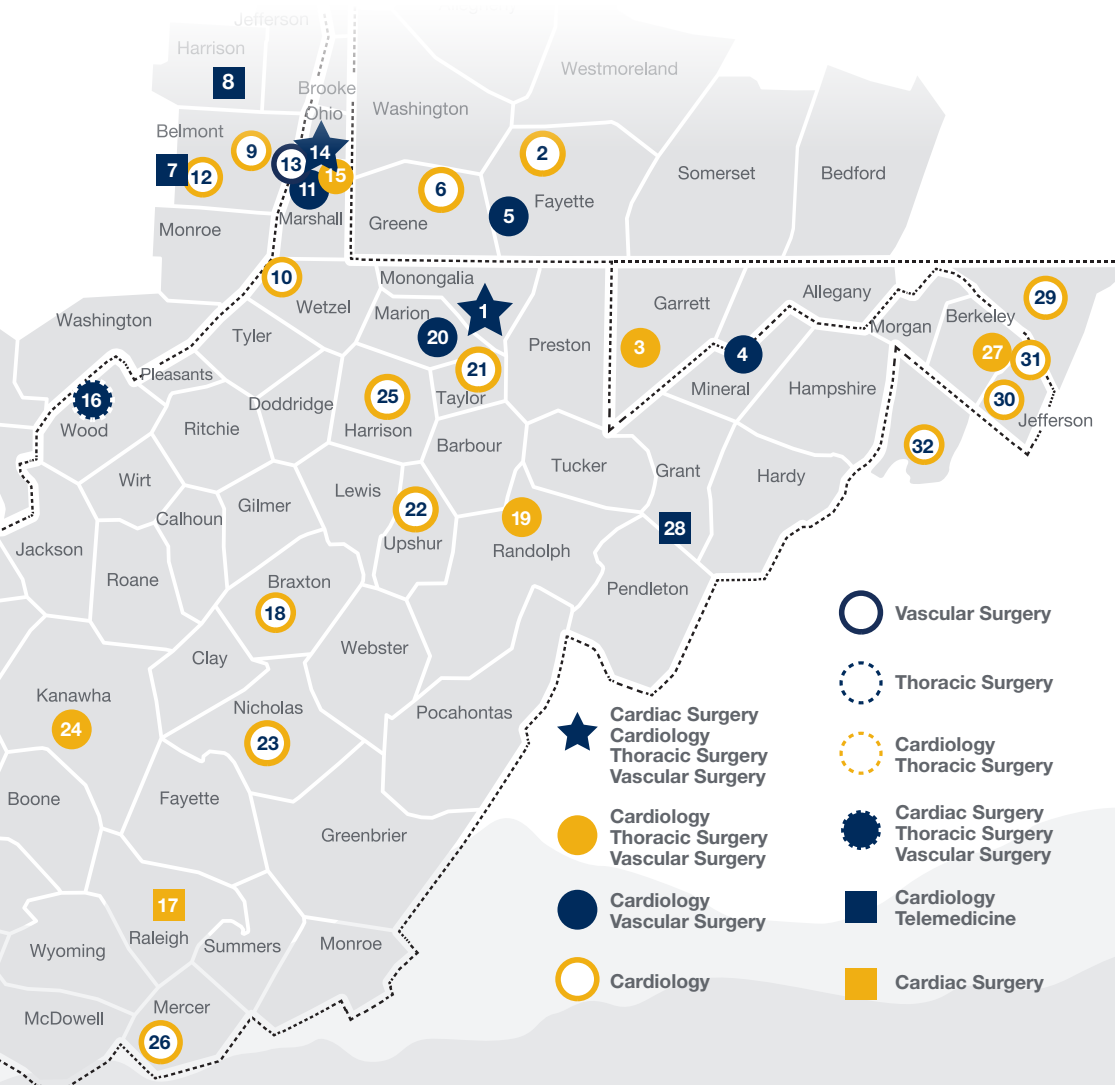 Jefferson
Harrison
8
Westmoreland
Brooke
Washington
Ohio
Belmont
9
13
14
2
7
12
15
11
6
Somerset
Bedford
Fayette
5
Marshall
Greene
Monroe
10
Monongalia
Wetzel
Marion
1
Garrett
Allegany
29
Washington
Tyler
20
Preston
Morgan
Berkeley
3
4
27
31
Pleasants
21
Mineral
Hampshire
16
Doddridge
25
Taylor
30
Wood
Ritchie
Harrison
Jefferson
Barbour
32
Tucker
Grant
Hardy
Wirt
Lewis
Gilmer
Calhoun
22
19
28
Jackson
Upshur
Randolph
Roane
Braxton
Pendleton
18
Webster
Clay
Kanawha
Nicholas
Pocahontas
24
23
Boone
Fayette
Greenbrier
17
Raleigh
Summers
Monroe
Wyoming
McDowell
Mercer
26
Cardiac Surgery
Cardiology
Thoracic Surgery
Vascular Surgery
Cardiology
Thoracic Surgery
Vascular Surgery
Cardiology
Vascular Surgery
Cardiology
Vascular Surgery
Thoracic Surgery
Cardiology
Thoracic Surgery
Cardiac Surgery
Thoracic Surgery
Vascular Surgery
Cardiology
Telemedicine
Cardiac Surgery